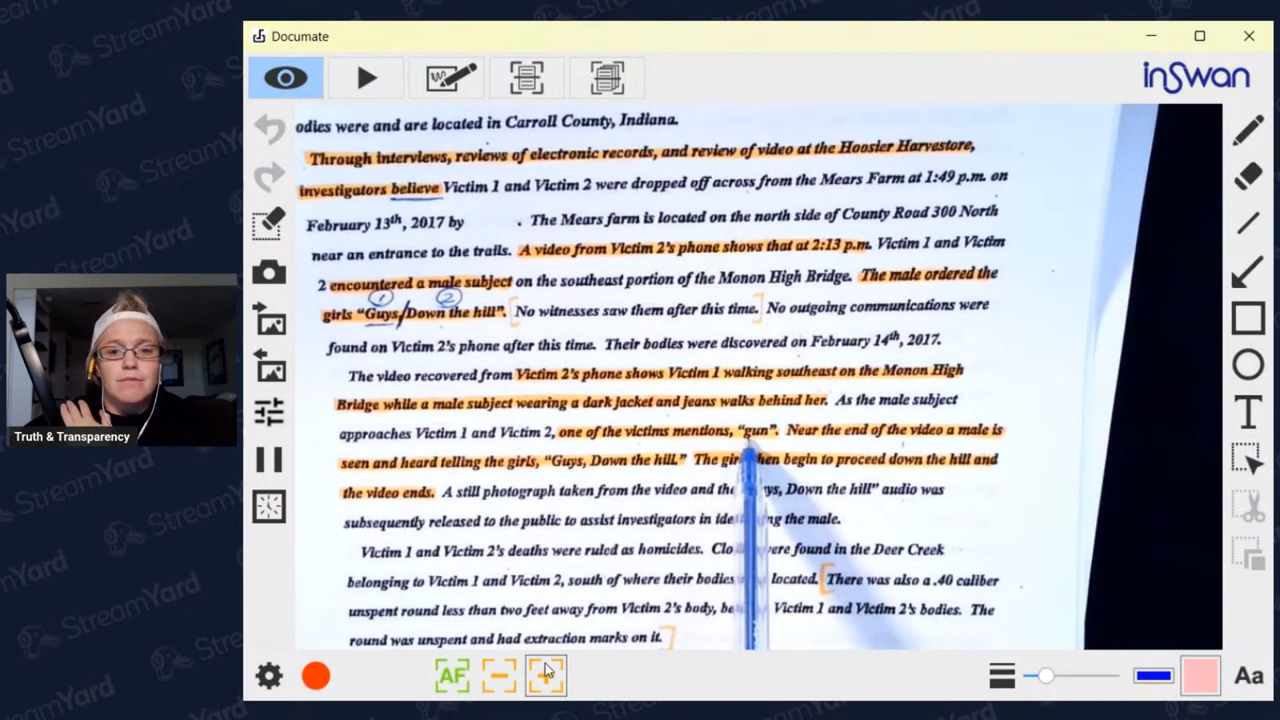 StreamYard
Documate
inSwan
odies were and are located in Carroll County, Indiana.
Through interviews, reviews of electronic records, and review of video at the Hoosier Harvestore,
investigators believe Victim 1 and Victim 2 were dropped off across from the Mears Farm at 1:49 p.m. on
February 13th, 2017 by . The Mears farm is located on the north side of County Road 300 North
near an entrance to the trails. A video from Victim 2's phone shows that at 2:13 p.m. Victim 1 and Victim
2 encountered a male subject on the southeast portion of the Monon High Bridge. The male ordered the
1 2
girls "Guys,/Down the hill". [No witnesses saw them after this time.] No outgoing communications were
found on Victim 2's phone after this time. Their bodies were discovered on February 14th, 2017.
The video recovered from Victim 2's phone shows Victim 1 walking southeast on the Monon High
Bridge while a male subject wearing a dark jacket and jeans walks behind her. As the male subject
approaches Victim 1 and Victim 2, one of the victims mentions, "gun". Near the end of the video a male is
seen and heard telling the girls, "Guys, Down the hill." The hen begin to proceed down the hill and
the video ends. A still photograph taken from the video and Down the hill" audio was
subsequently released to the public to assist investigators in the male.
Victim 1 and Victim 2's deaths were ruled as homicides. were found in the Deer Creek
belonging to Victim 1 and Victim 2, south of where their bodies located. [There was also a .40 caliber
unspent round less than two feet away from Victim 2's body, Victim 1 and Victim 2's bodies. The
round was unspent and had extraction marks on it.]
Truth & Transparency
T
AF
Aa